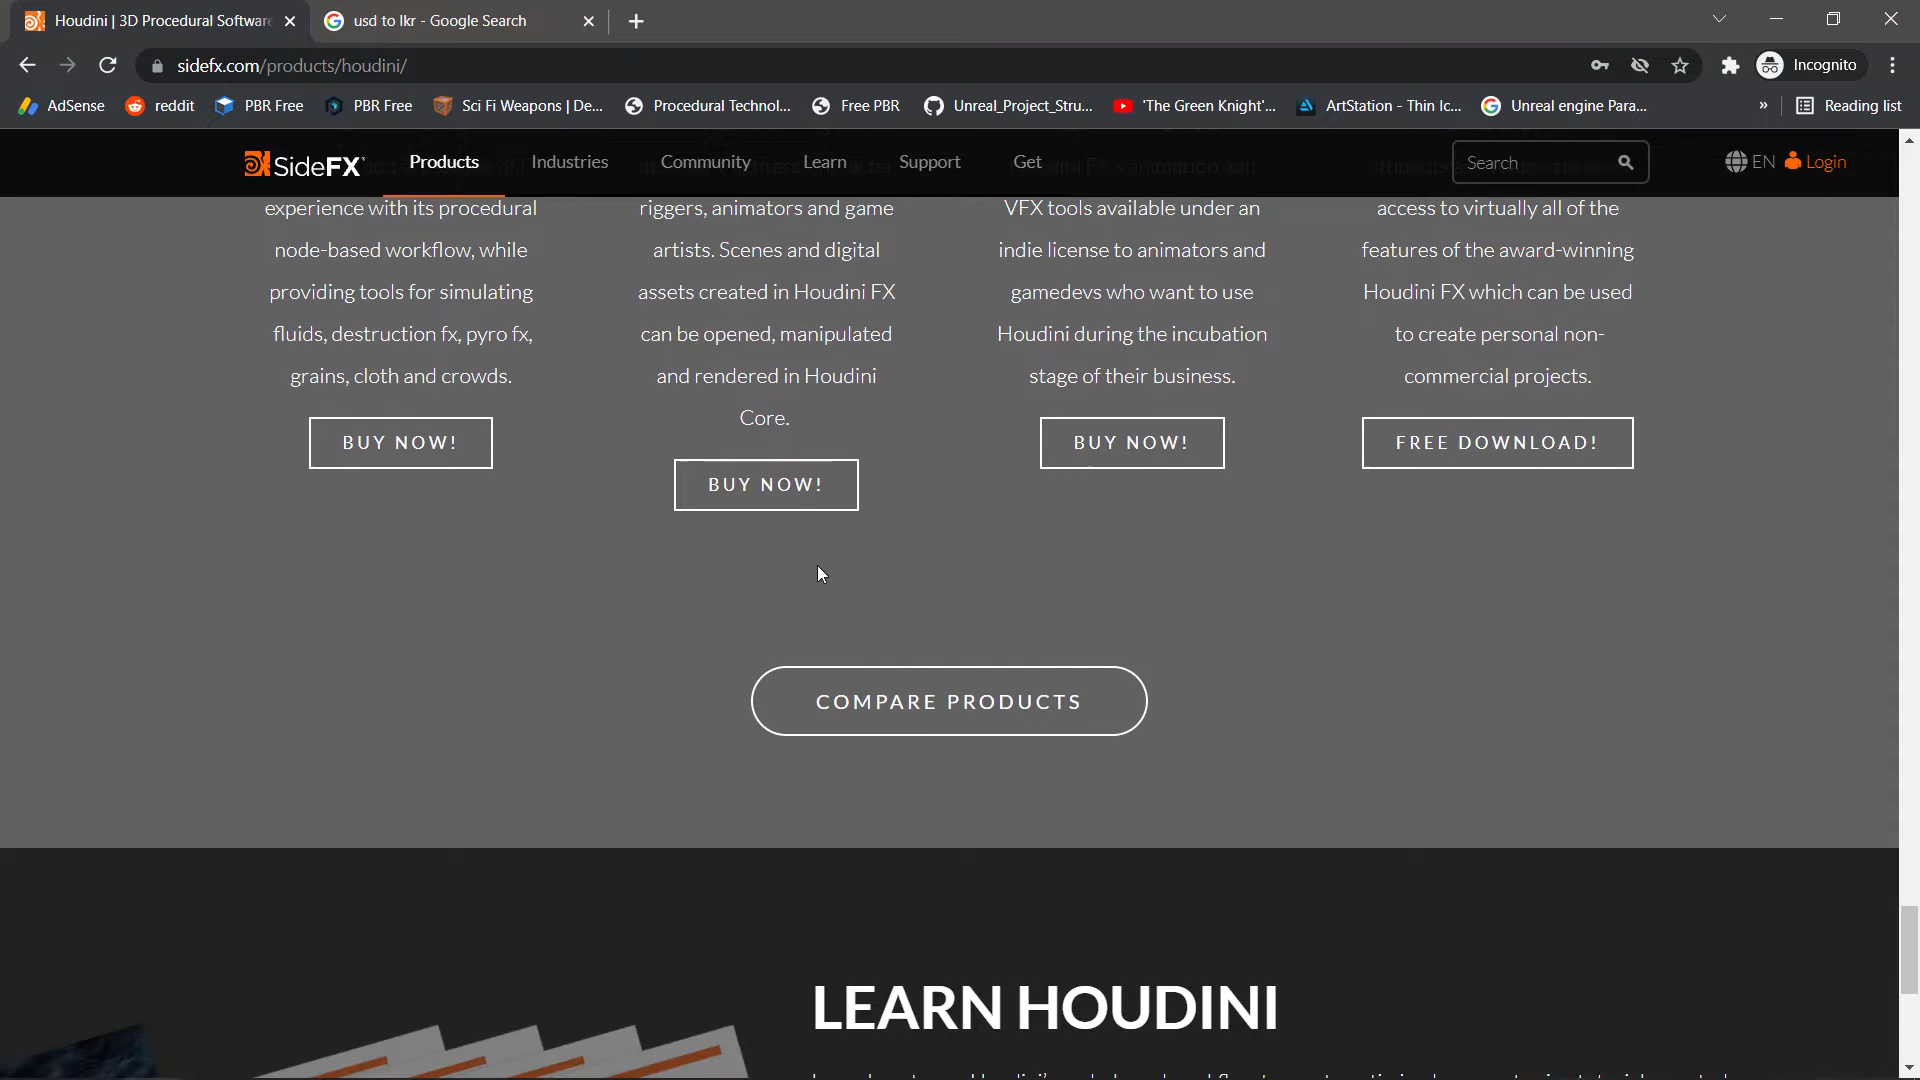 Houdini | 3D Procedural Software
usd to lkr - Google Search
sidefx.com/products/houdini/
Incognito
AdSense
reddit
PBR Free
PBR Free
Sci Fi Weapons | De...
Procedural Technol...
Free PBR
Unreal_Project_Stru...
'The Green Knight'...
ArtStation - Thin Ic...
Unreal engine Para...
»
Reading list
SideFX
Products
Industries
Community
Learn
Support
Get
Search
EN
Login
experience with its procedural
node-based workflow, while
providing tools for simulating
fluids, destruction fx, pyro fx,
grains, cloth and crowds.
BUY NOW!
riggers, animators and game
artists. Scenes and digital
assets created in Houdini FX
can be opened, manipulated
and rendered in Houdini
Core.
BUY NOW!
VFX tools available under an
indie license to animators and
gamedevs who want to use
Houdini during the incubation
stage of their business.
BUY NOW!
access to virtually all of the
features of the award-winning
Houdini FX which can be used
to create personal non-
commercial projects.
FREE DOWNLOAD!
COMPARE PRODUCTS
LEARN HOUDINI